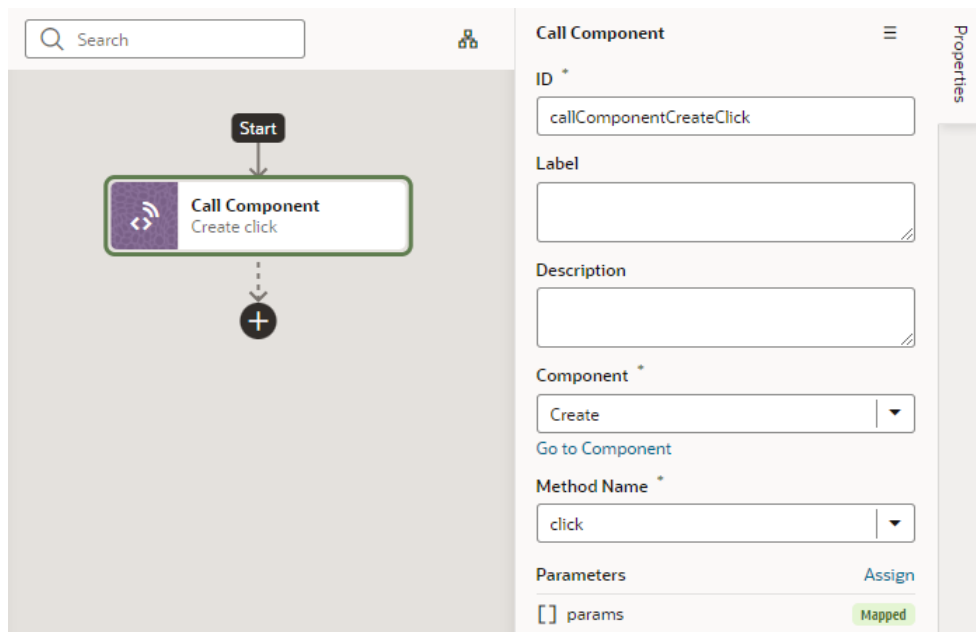 Search
Start
Call Component
Create click
Call Component
ID *
callComponentCreateClick
Label
Description
Component *
Create
Go to Component
Method Name *
click
Parameters Assign
[] params Mapped
Properties